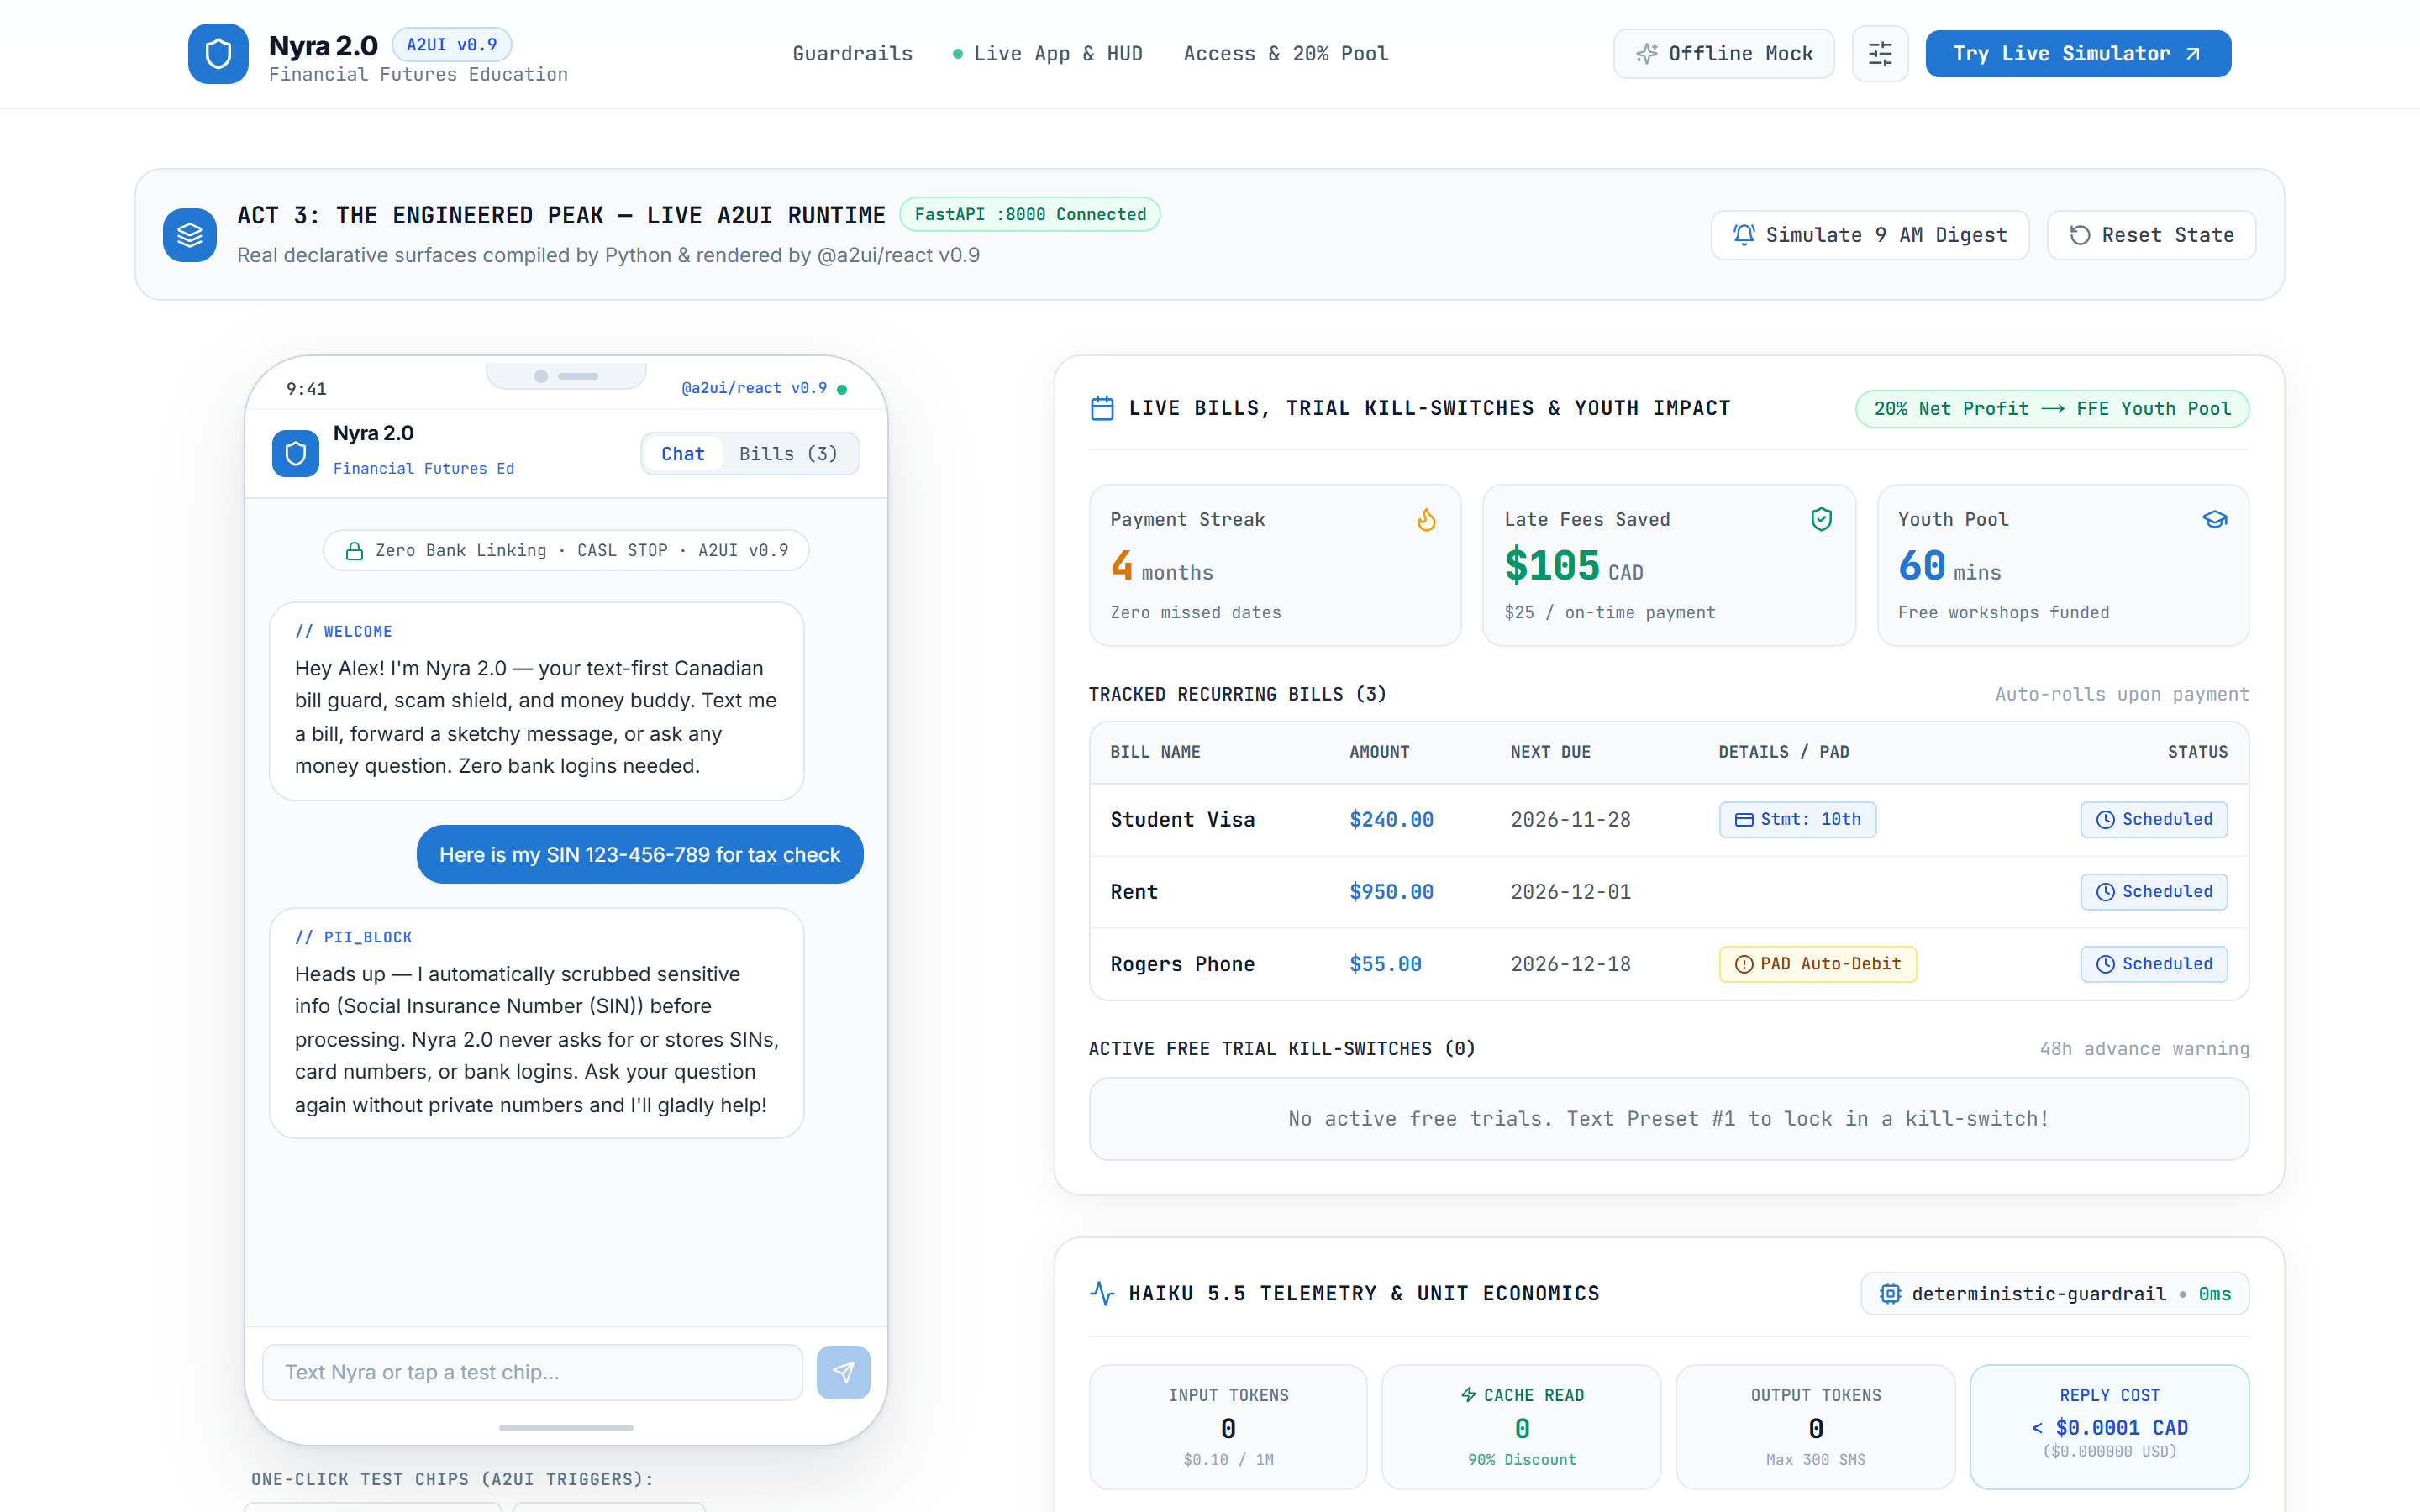 Nyra 2.0 A2UI v0.9
Financial Futures Education
Guardrails
Live App & HUD
Access & 20% Pool
Offline Mock
Try Live Simulator
ACT 3: THE ENGINEERED PEAK — LIVE A2UI RUNTIME
FastAPI :8000 Connected
Real declarative surfaces compiled by Python & rendered by @a2ui/react v0.9
Simulate 9 AM Digest
Reset State
9:41
@a2ui/react v0.9
Nyra 2.0
Financial Futures Ed
Chat
Bills (3)
Zero Bank Linking · CASL STOP · A2UI v0.9
// WELCOME
Hey Alex! I'm Nyra 2.0 — your text-first Canadian
bill guard, scam shield, and money buddy. Text me
a bill, forward a sketchy message, or ask any
money question. Zero bank logins needed.
Here is my SIN 123-456-789 for tax check
// PII_BLOCK
Heads up — I automatically scrubbed sensitive
info (Social Insurance Number (SIN)) before
processing. Nyra 2.0 never asks for or stores SINs,
card numbers, or bank logins. Ask your question
again without private numbers and I'll gladly help!
Text Nyra or tap a test chip...
ONE-CLICK TEST CHIPS (A2UI TRIGGERS):
LIVE BILLS, TRIAL KILL-SWITCHES & YOUTH IMPACT
20% Net Profit ⟶ FFE Youth Pool
Payment Streak
4 months
Zero missed dates
Late Fees Saved
$105 CAD
$25 / on-time payment
Youth Pool
60 mins
Free workshops funded
TRACKED RECURRING BILLS (3)
Auto-rolls upon payment
BILL NAME AMOUNT NEXT DUE DETAILS / PAD STATUS
Student Visa $240.00 2026-11-28 Stmt: 10th Scheduled
Rent $950.00 2026-12-01 Scheduled
Rogers Phone $55.00 2026-12-18 PAD Auto-Debit Scheduled
ACTIVE FREE TRIAL KILL-SWITCHES (0)
48h advance warning
No active free trials. Text Preset #1 to lock in a kill-switch!
HAIKU 5.5 TELEMETRY & UNIT ECONOMICS
deterministic-guardrail • 0ms
INPUT TOKENS
0
$0.10 / 1M
CACHE READ
0
90% Discount
OUTPUT TOKENS
0
Max 300 SMS
REPLY COST
< $0.0001 CAD
($0.000000 USD)